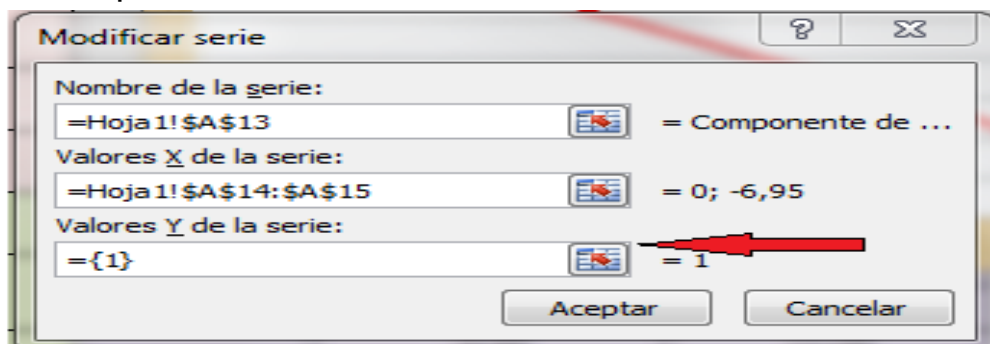 Modificar serie
Nombre de la serie:
=Hoja1!$A$13 = Componente de ...
Valores X de la serie:
=Hoja1!$A$14:$A$15 = 0; -6,95
Valores Y de la serie:
={1} = 1
Aceptar Cancelar